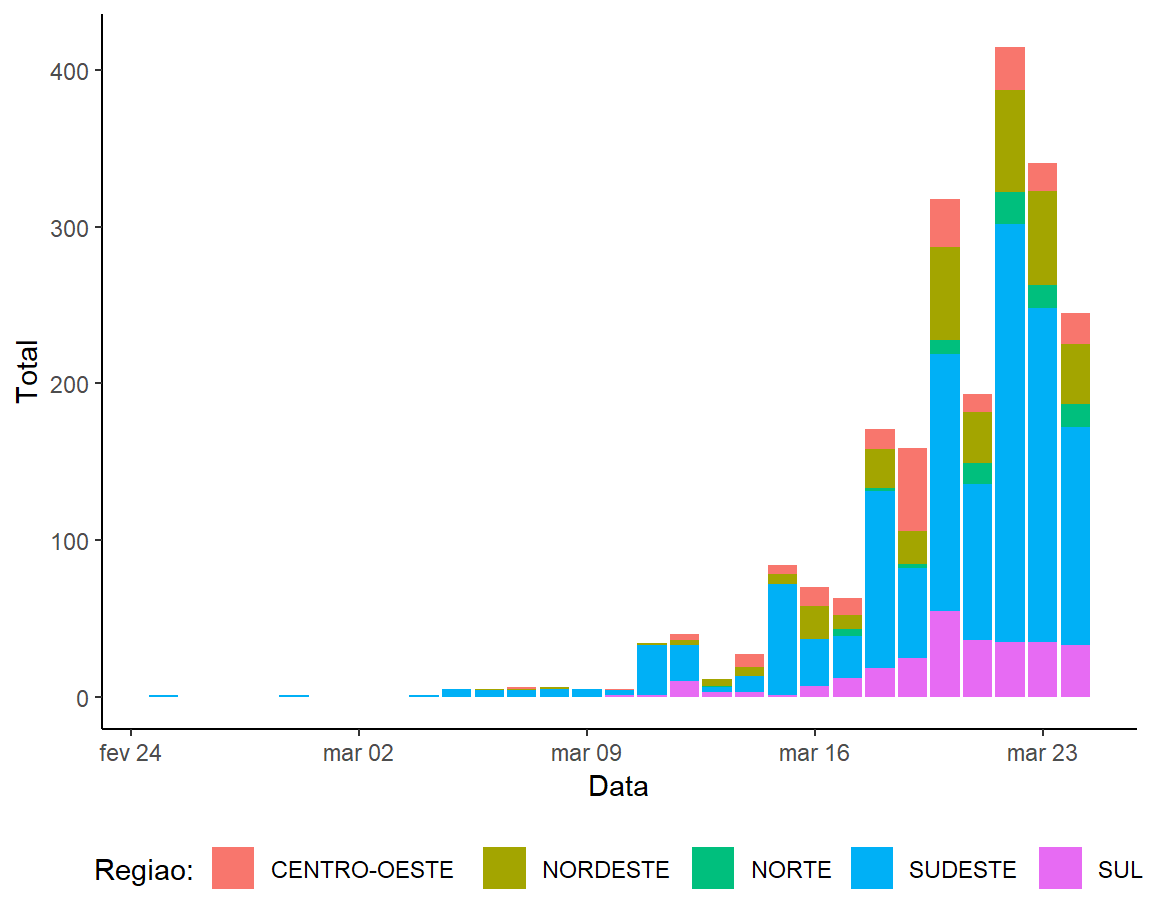 400
300
200
100
0
Total
fev 24 mar 02 mar 09 mar 16 mar 23
Data
Regiao: CENTRO-OESTE NORDESTE NORTE SUDESTE SUL